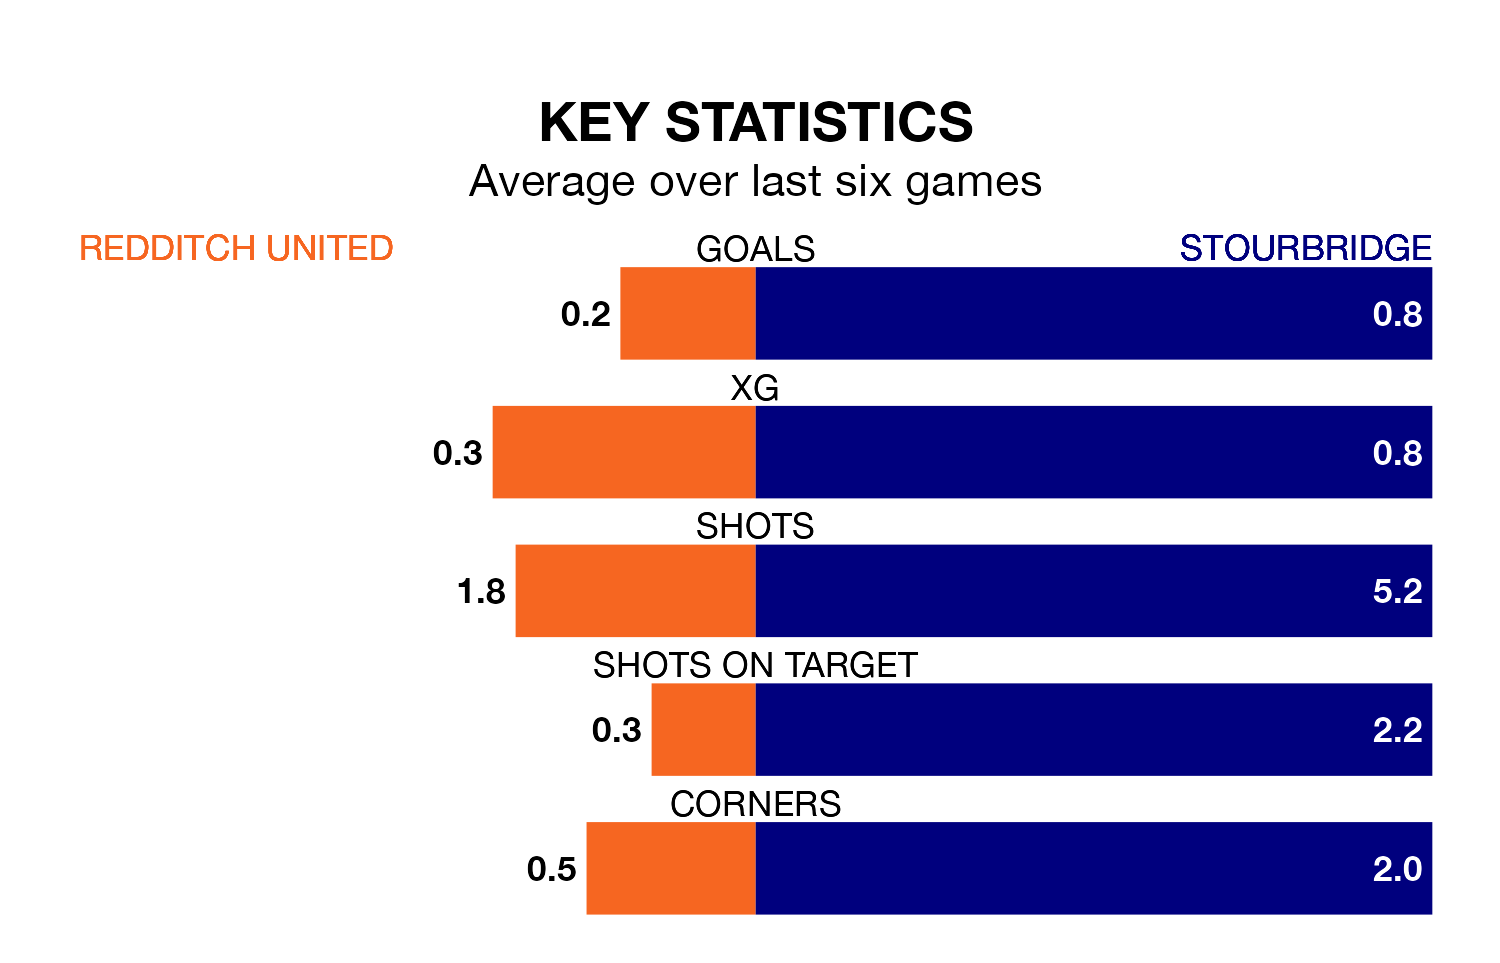 KEY STATISTICS
Average over last six games
REDDITCH UNITED GOALS STOURBRIDGE
0.2 0.8
XG
0.3 0.8
SHOTS
1.8 5.2
SHOTS ON TARGET
0.3 2.2
CORNERS
0.5 2.0